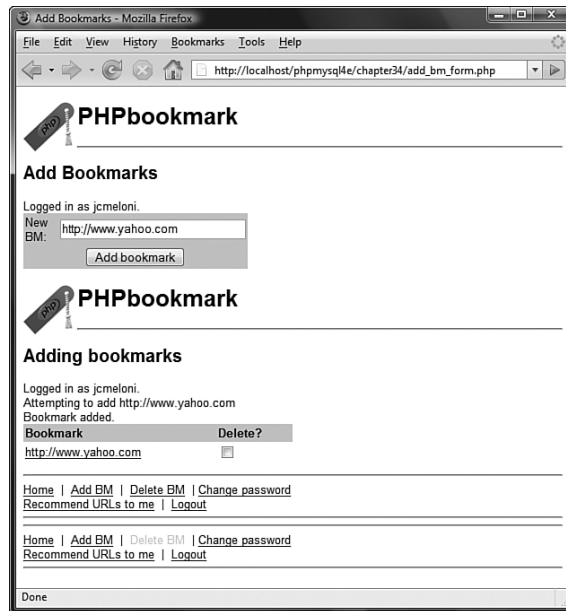 Add Bookmarks - Mozilla Firefox
File Edit View History Bookmarks Tools Help
http://localhost/phpmysql4e/chapter34/add_bm_form.php
php PHPbookmark
Add Bookmarks
Logged in as jcmeloni.
New BM: http://www.yahoo.com
Add bookmark
php PHPbookmark
Adding bookmarks
Logged in as jcmeloni.
Attempting to add http://www.yahoo.com
Bookmark added.
Bookmark Delete?
http://www.yahoo.com
Home | Add BM | Delete BM | Change password
Recommend URLs to me | Logout
Home | Add BM | Delete BM | Change password
Recommend URLs to me | Logout
Done